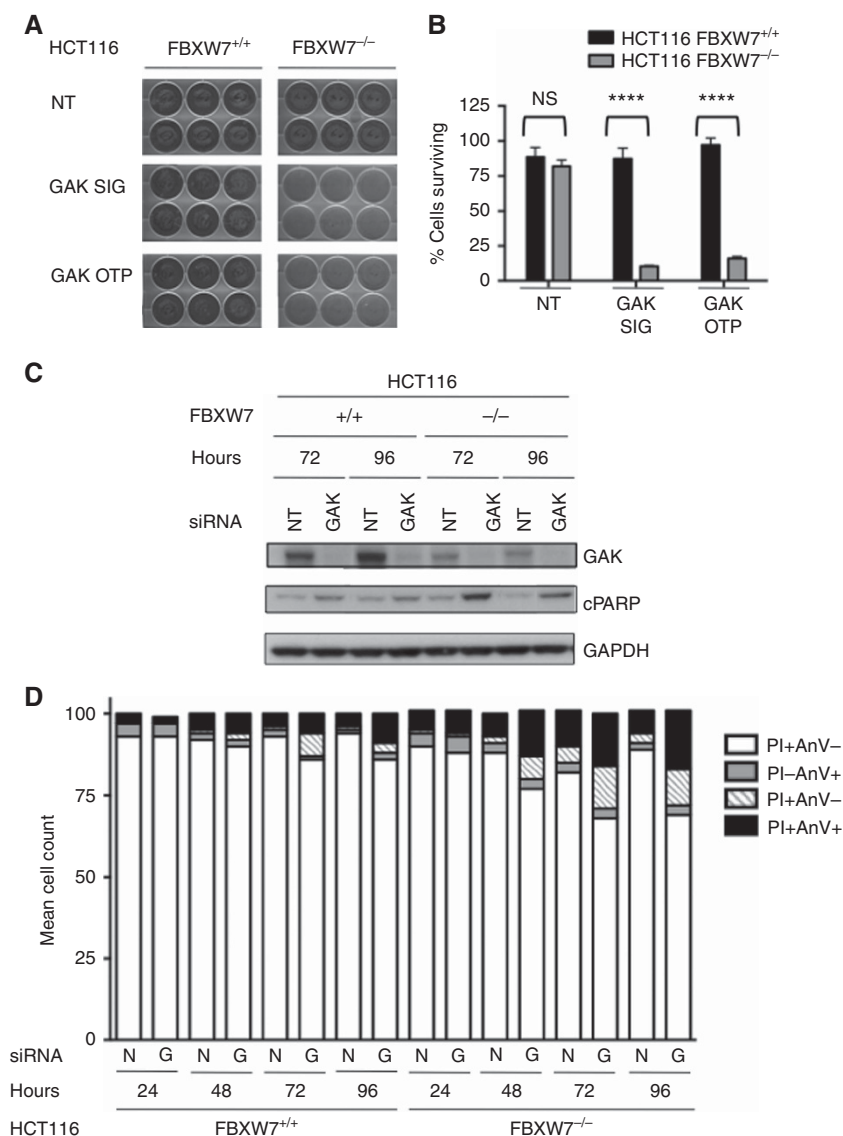 A
HCT116 FBXW7+/+ FBXW7–/–
NT
GAK SIG
GAK OTP
B
HCT116 FBXW7+/+
HCT116 FBXW7–/–
% Cells surviving
125
100
75
50
25
0
NS **** ****
NT GAK SIG GAK OTP
C
HCT116
FBXW7 +/+ –/–
Hours 72 96 72 96
siRNA NT GAK NT GAK NT GAK NT GAK
GAK
cPARP
GAPDH
D
Mean cell count
100
75
50
25
0
PI+AnV–
PI–AnV+
PI+AnV–
PI+AnV+
siRNA N G N G N G N G N G N G N G N G
Hours 24 48 72 96 24 48 72 96
HCT116 FBXW7+/+ FBXW7–/–